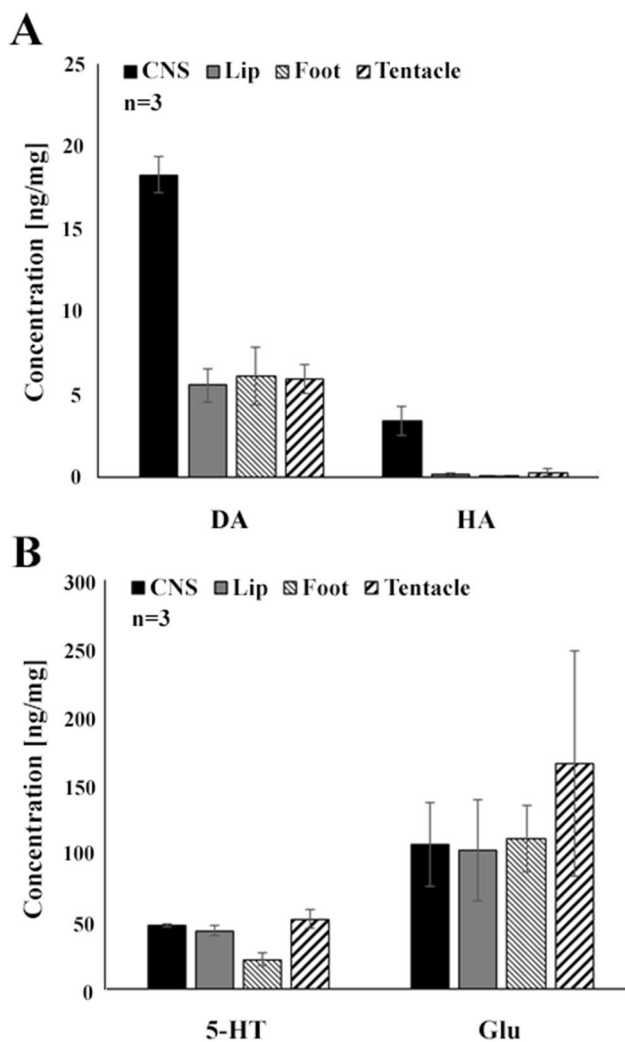 A
CNS Lip Foot Tentacle
n=3
Concentration [ng/mg]
25
20
15
10
5
0
DA HA
B
CNS Lip Foot Tentacle
n=3
Concentration [ng/mg]
300
250
200
150
100
50
0
5-HT Glu